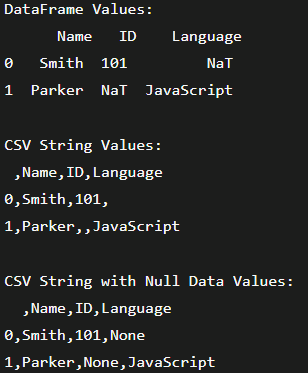 DataFrame Values:
Name ID Language
0 Smith 101 NaT
1 Parker NaT JavaScript
CSV String Values:
,Name,ID,Language
0,Smith,101,
1,Parker,,JavaScript
CSV String with Null Data Values:
,Name,ID,Language
0,Smith,101,None
1,Parker,None,JavaScript